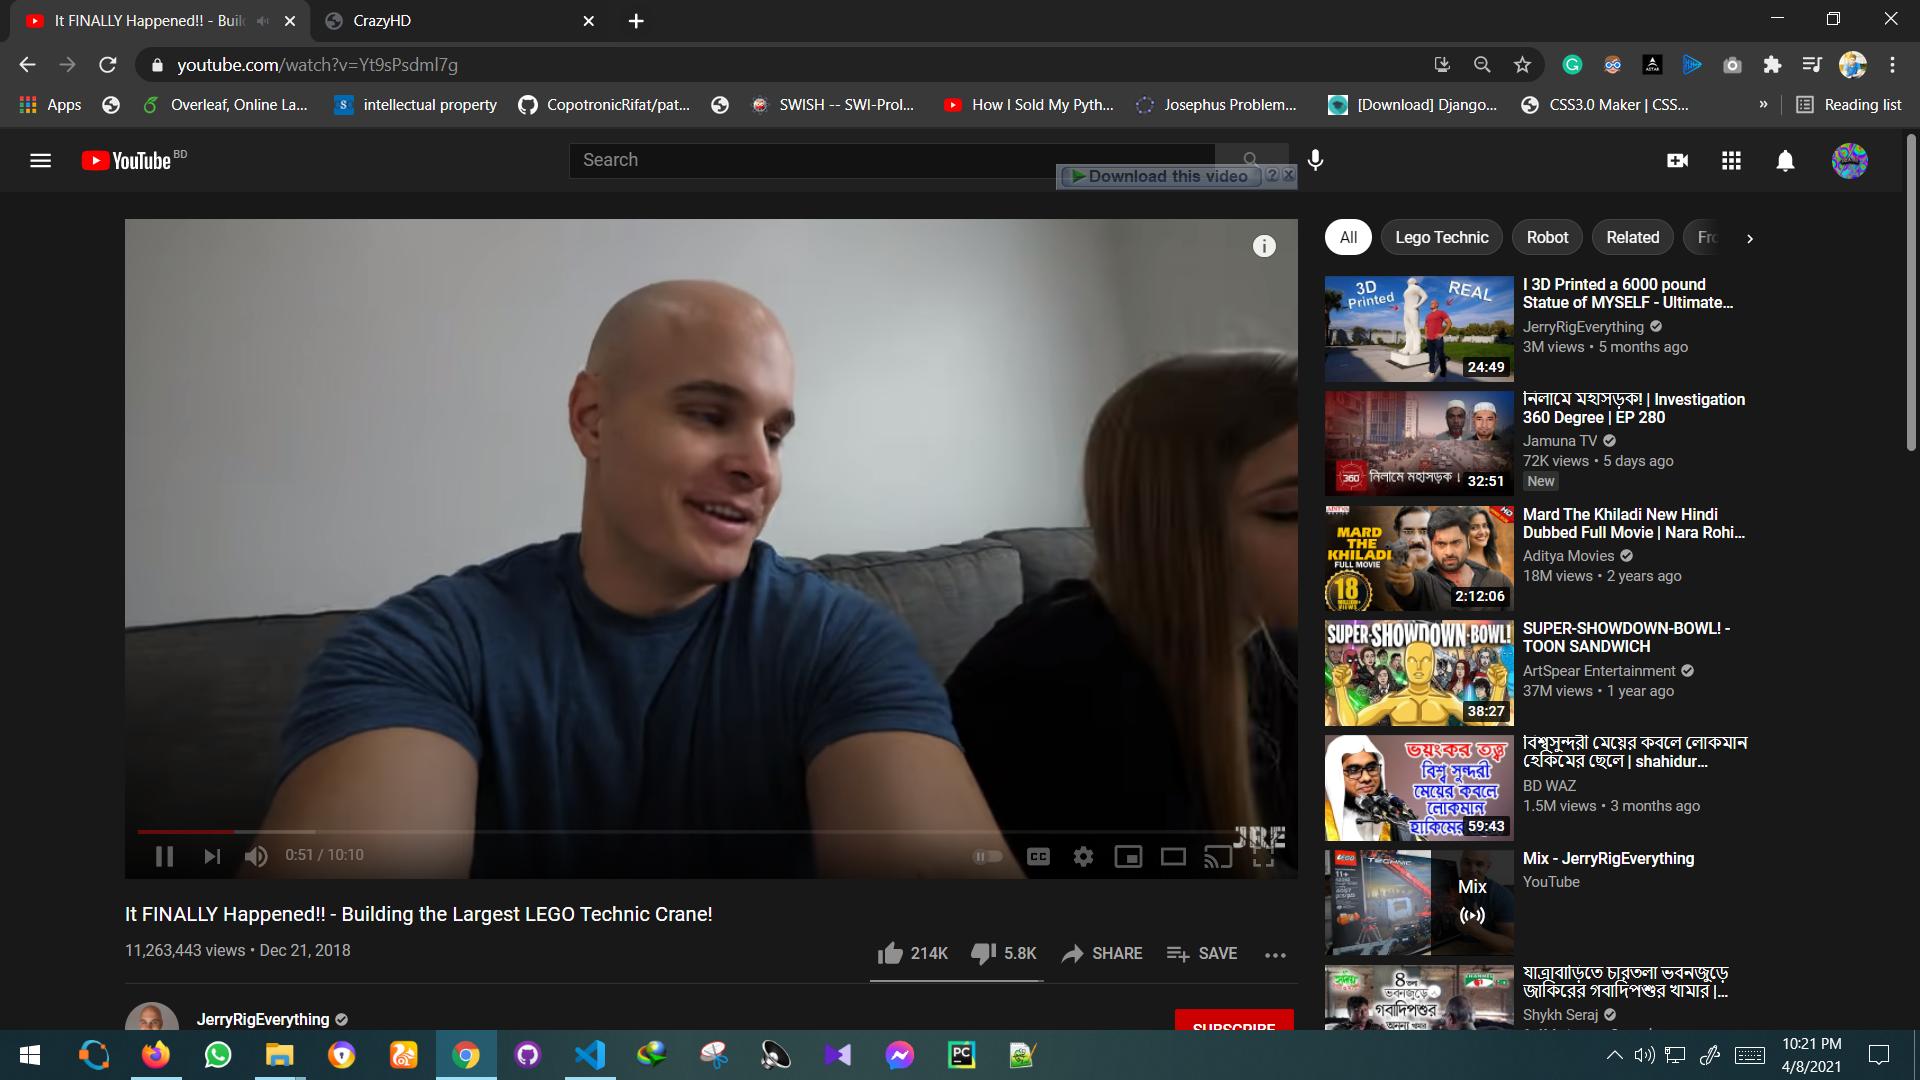 It FINALLY Happened!! - Buil
CrazyHD
youtube.com/watch?v=Yt9sPsdml7g
Apps
Overleaf, Online La...
intellectual property
CopotronicRifat/pat...
SWISH -- SWI-Prol...
How I Sold My Pyth...
Josephus Problem...
[Download] Django...
CSS3.0 Maker | CSS...
»
Reading list
YouTube BD
Search
Download this video ? X
All
Lego Technic
Robot
Related
Fro
3D Printed
REAL
24:49
I 3D Printed a 6000 pound
Statue of MYSELF - Ultimate...
JerryRigEverything
3M views • 5 months ago
360 নিলামে মহাসড়ক ।
32:51
নিলামে মহাসড়ক! | Investigation
360 Degree | EP 280
Jamuna TV
72K views • 5 days ago
New
HD
MARD
THE
KHILADI
FULL MOVIE
18
2:12:06
Mard The Khiladi New Hindi
Dubbed Full Movie | Nara Rohi...
Aditya Movies
18M views • 2 years ago
SUPER-SHOWDOWN-BOWL!
38:27
SUPER-SHOWDOWN-BOWL! -
TOON SANDWICH
ArtSpear Entertainment
37M views • 1 year ago
ভয়ংকর তত্ত্ব
বিশ্ব সুন্দরী
মেয়ের কবলে
লোকমান
হাকিমের
59:43
বিশ্বসুন্দরী মেয়ের কবলে লোকমান
হেকিমের ছেলে | shahidur...
BD WAZ
1.5M views • 3 months ago
LEGO TECHNIC
11+
Mix
Mix - JerryRigEverything
YouTube
ভবনজুড়ে
গবাদিপশুর
যাত্রাবাড়িতে চারতলা ভবনজুড়ে
জাকিরের গবাদিপশুর খামার |...
Shykh Seraj
JRE
0:51 / 10:10
CC
It FINALLY Happened!! - Building the Largest LEGO Technic Crane!
11,263,443 views • Dec 21, 2018
214K
5.8K
SHARE
SAVE
JerryRigEverything
SUBSCRIBE
PC
10:21 PM
4/8/2021